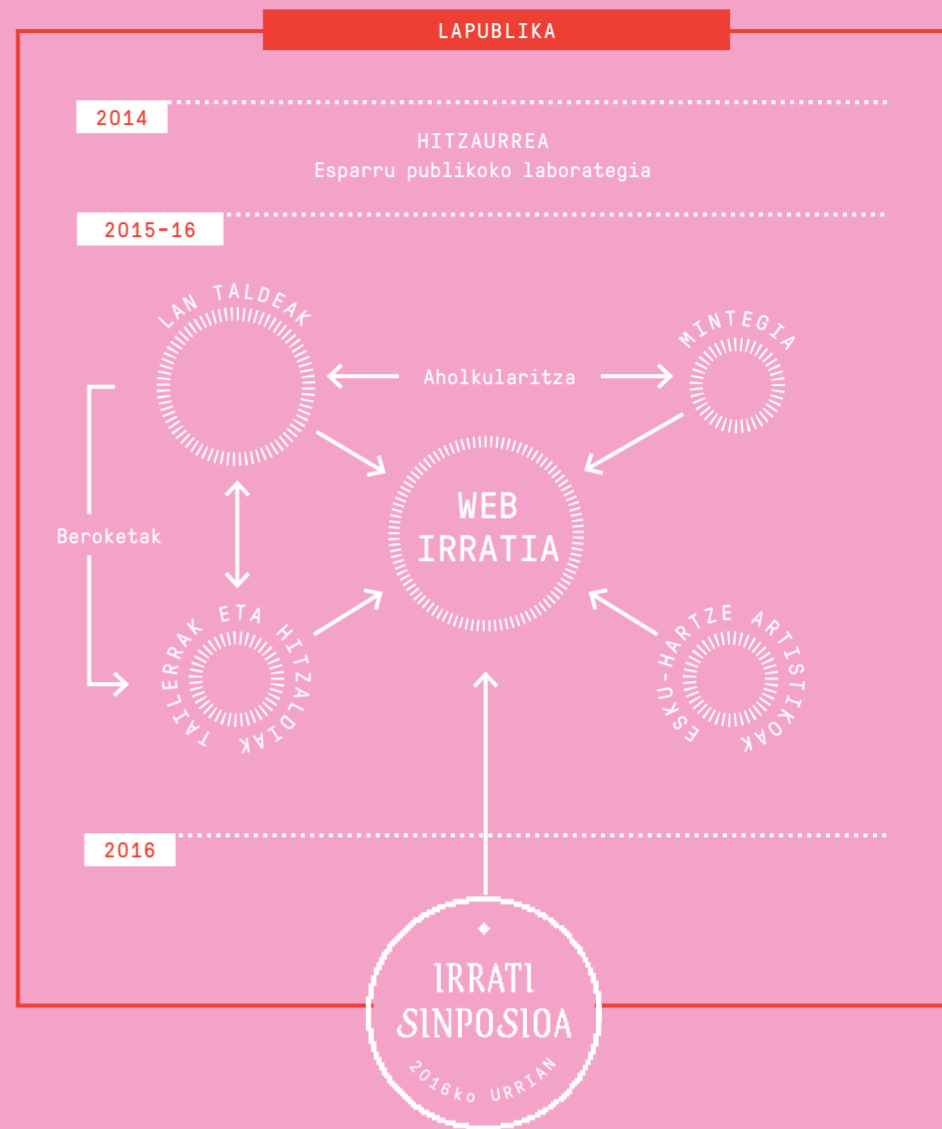 LAPUBLIKA
2014
HITZAURREA
Esparru publikoko laborategia
2015-16
LAN TALDEAK
MINTEGIA
Aholkularitza
WEB
IRRATIA
Beroketak
TAILERRAK ETA HITZALDIAK
ESKU-HARTZE ARTISTIKOAK
2016
IRRATI
SINPOSIOA
2016ko URRIAN